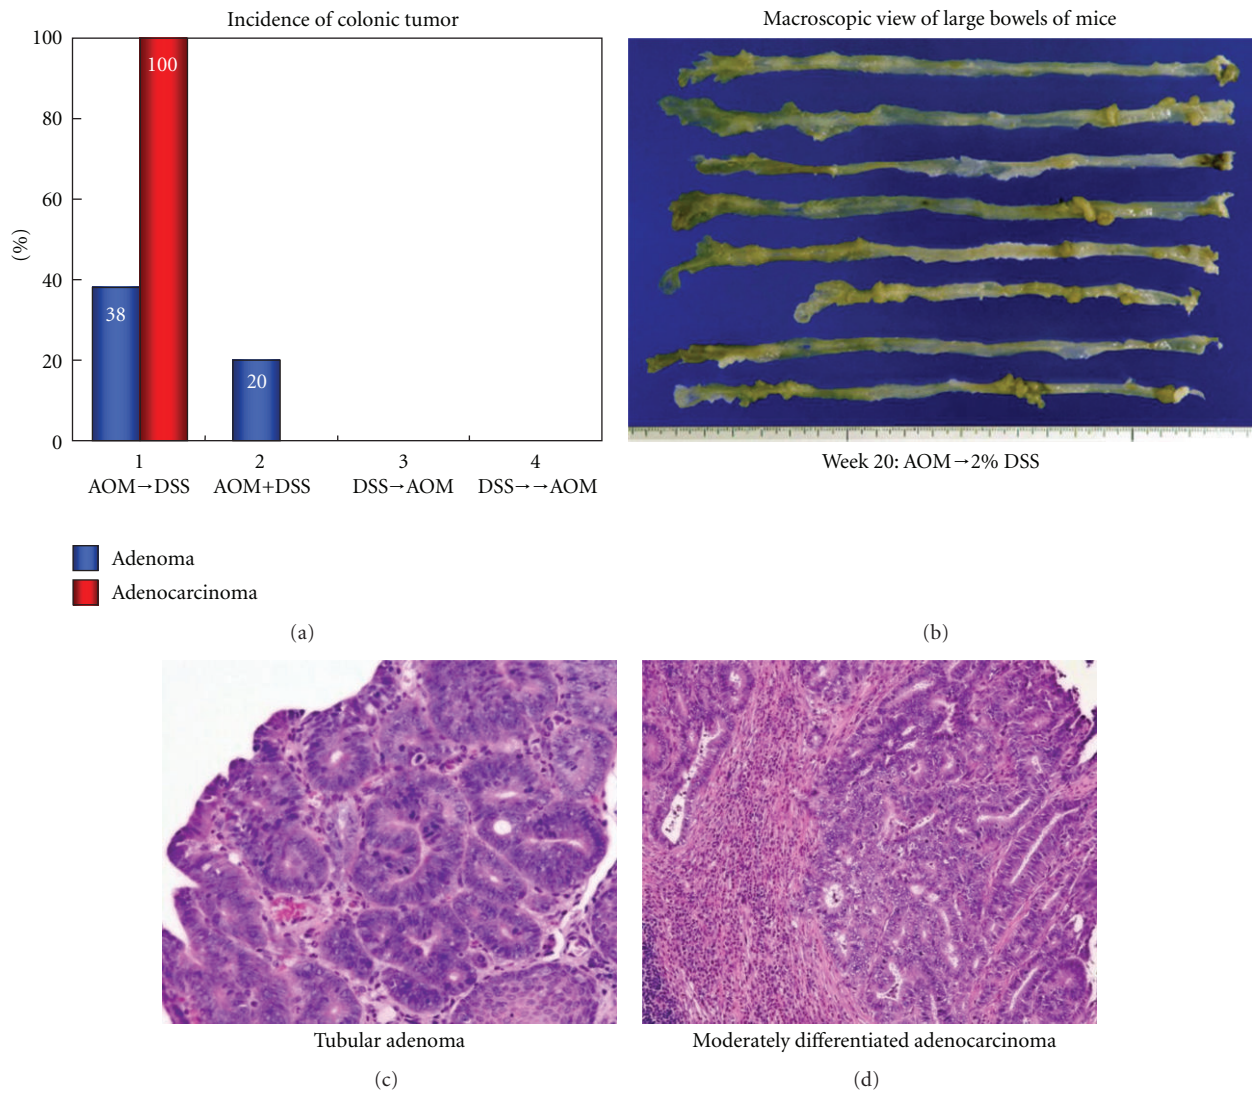 Incidence of colonic tumor
100
80
60
40
20
0
(%)
100
38
20
1
2
3
4
AOM→DSS
AOM+DSS
DSS→AOM
DSS→→AOM
Adenoma
Adenocarcinoma
(a)
Macroscopic view of large bowels of mice
Week 20: AOM→2% DSS
(b)
Tubular adenoma
(c)
Moderately differentiated adenocarcinoma
(d)